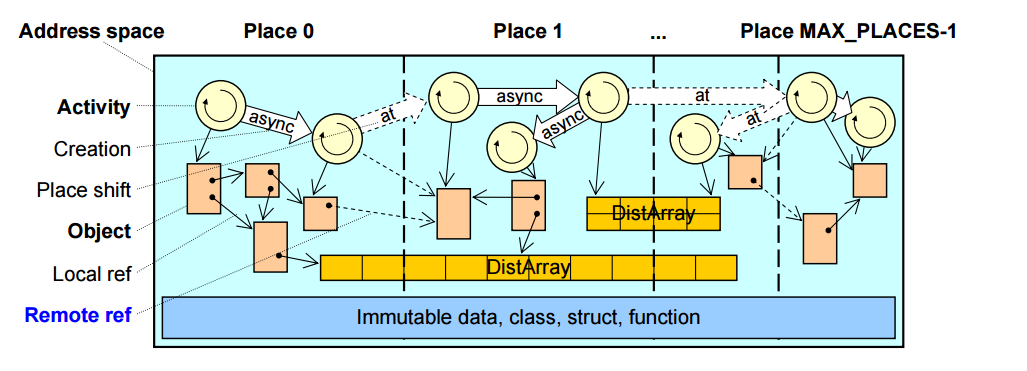 Address space Place 0 Place 1 ... Place MAX_PLACES-1
Activity
async
at
async
async
at
at
Creation
Place shift
Object
DistArray
Local ref
DistArray
Remote ref
Immutable data, class, struct, function